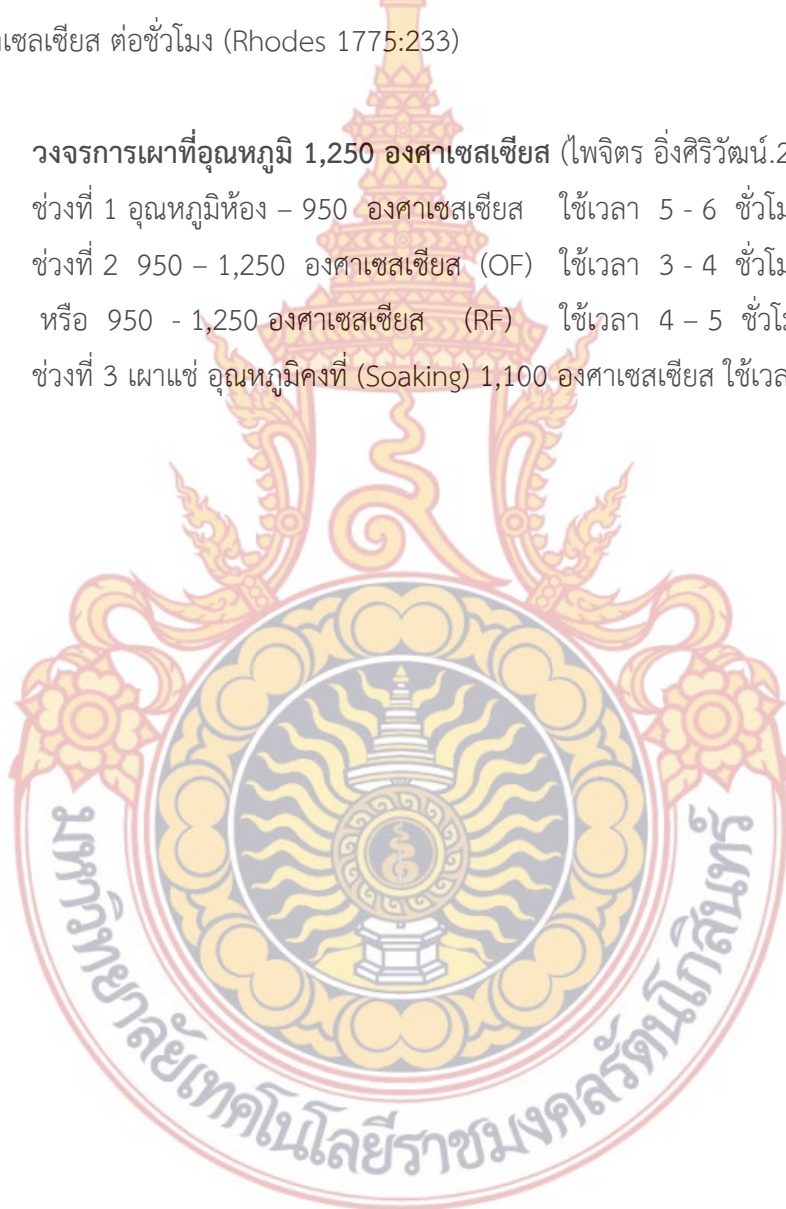 เซลเซียส ต่อชั่วโมง (Rhodes 1775:233)
วงจรการเผาที่อุณหภูมิ 1,250 องศาเซสเซียส (ไพจิตร อิ่งศิริวัฒน์.2
ช่วงที่ 1 อุณหภูมิห้อง – 950 องศาเซสเซียส ใช้เวลา 5 - 6 ชั่วโม
ช่วงที่ 2 950 – 1,250 องศาเซสเซียส (OF) ใช้เวลา 3 - 4 ชั่วโม
หรือ 950 - 1,250 องศาเซสเซียส (RF) ใช้เวลา 4 – 5 ชั่วโม
ช่วงที่ 3 เผาแช่ อุณหภูมิคงที่ (Soaking) 1,100 องศาเซสเซียส ใช้เวล
มหาวิทยาลัยเทคโนโลยีราชมงคลรัตนโกสินทร์